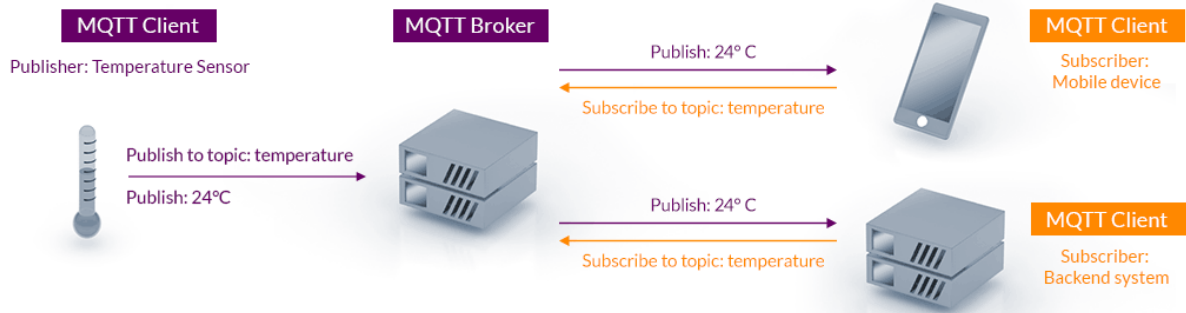 MQTT Client
Publisher: Temperature Sensor
Publish to topic: temperature
Publish: 24°C
MQTT Broker
Publish: 24° C
Subscribe to topic: temperature
MQTT Client
Subscriber:
Mobile device
Publish: 24° C
Subscribe to topic: temperature
MQTT Client
Subscriber:
Backend system